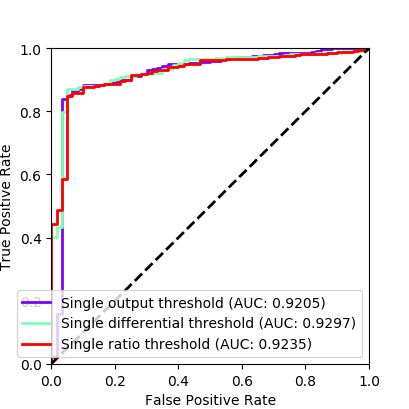 1.0
0.8
0.6
0.4
0.2
0.0
True Positive Rate
Single output threshold (AUC: 0.9205)
Single differential threshold (AUC: 0.9297)
Single ratio threshold (AUC: 0.9235)
0.0 0.2 0.4 0.6 0.8 1.0
False Positive Rate